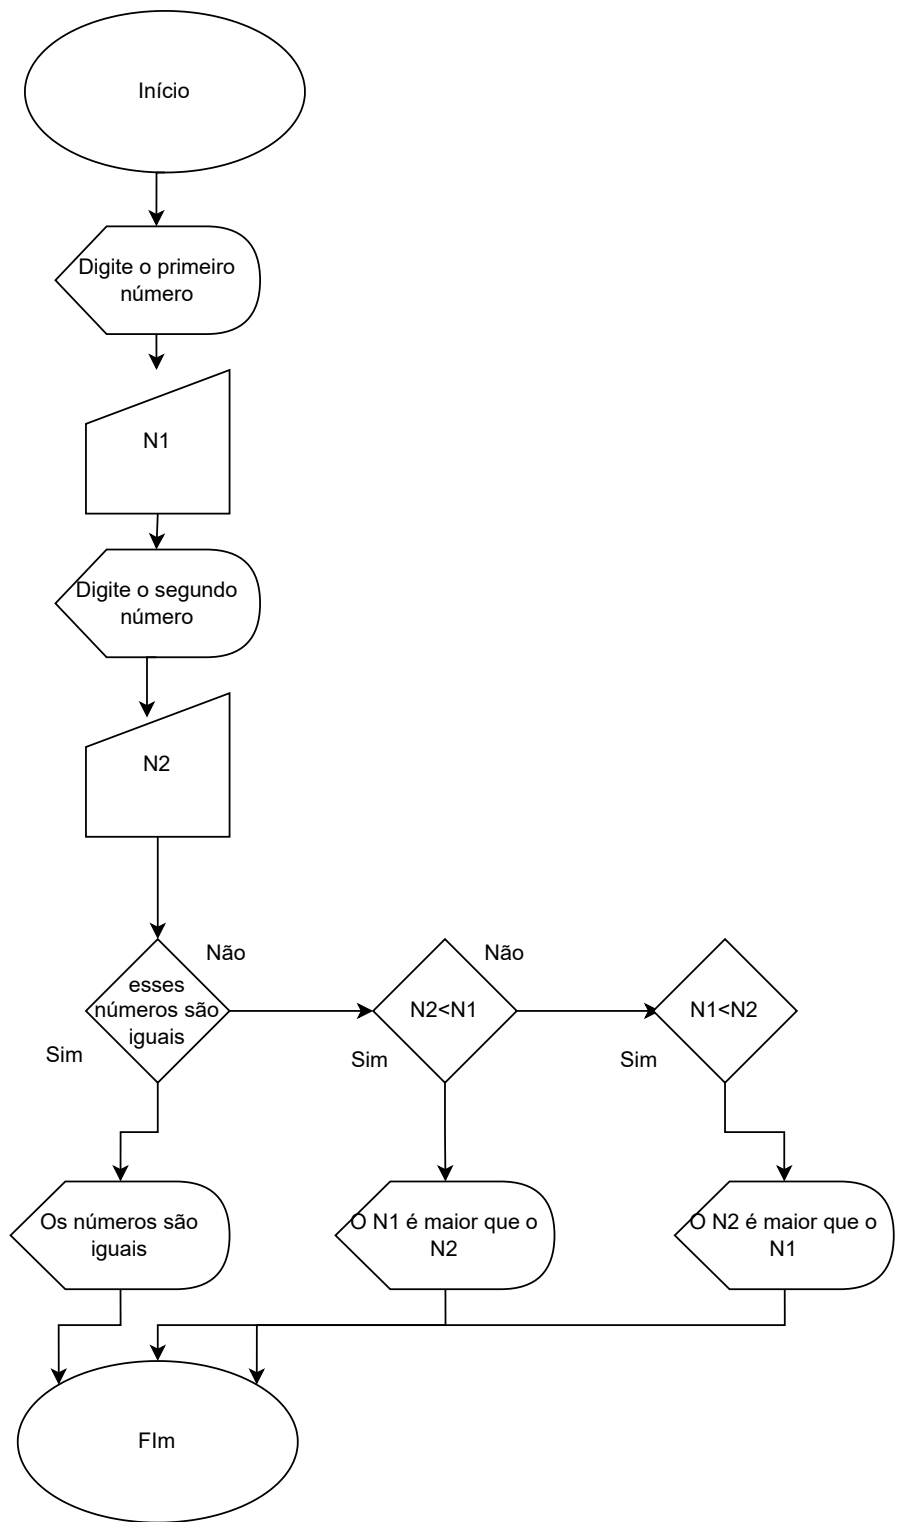 Início
Digite o primeiro
número
N1
Digite o segundo
número
N2
Não
Não
esses
números são
iguais
N2<N1
N1<N2
Sim
Sim
Sim
Os números são
iguais
O N1 é maior que o
N2
O N2 é maior que o
N1
FIm